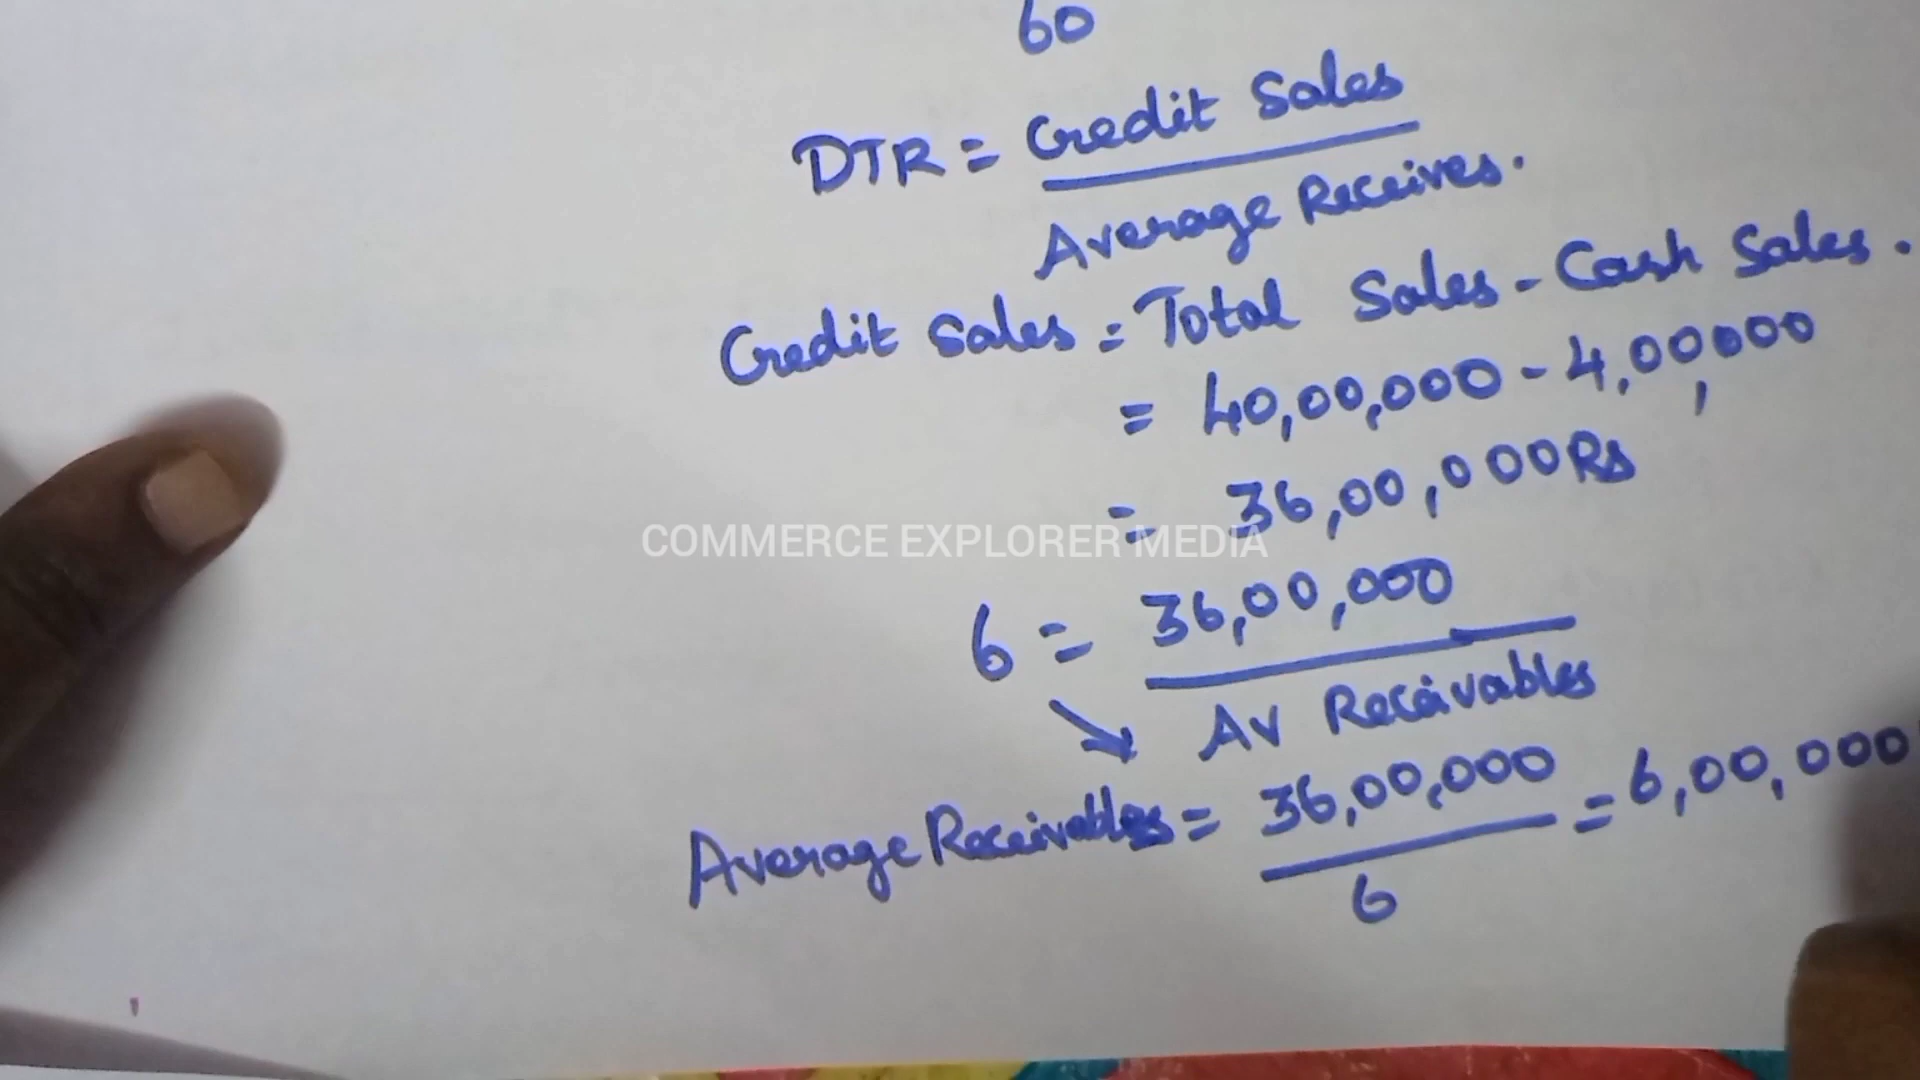 60
DTR = Credit Sales
Average Receives.
Credit Sales = Total Sales - Cash Sales.
= 40,00,000 - 4,00,000
= 36,00,000 Rs
COMMERCE EXPLORER MEDIA
6 = 36,00,000
Av Receivables
Average Receivables = 36,00,000 = 6,00,000
6